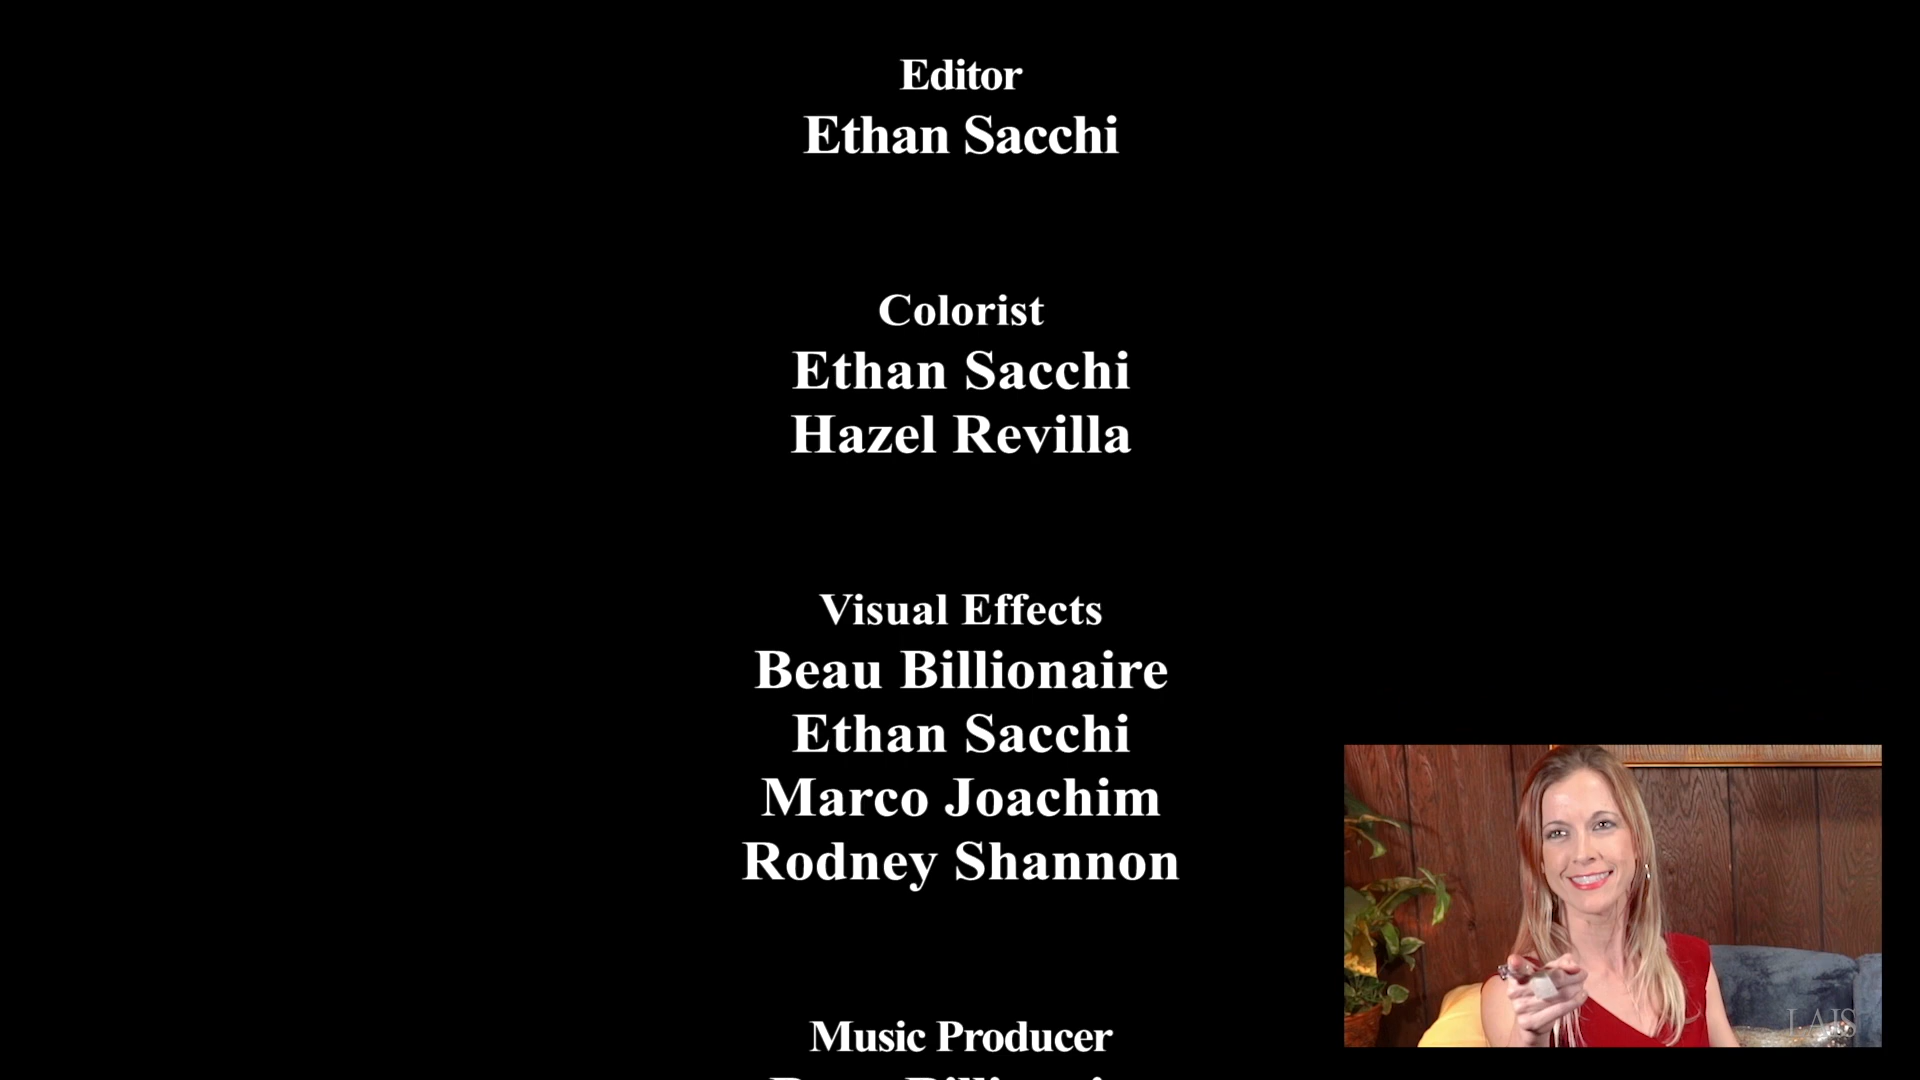 Editor
Ethan Sacchi
Colorist
Ethan Sacchi
Hazel Revilla
Visual Effects
Beau Billionaire
Ethan Sacchi
Marco Joachim
Rodney Shannon
Music Producer